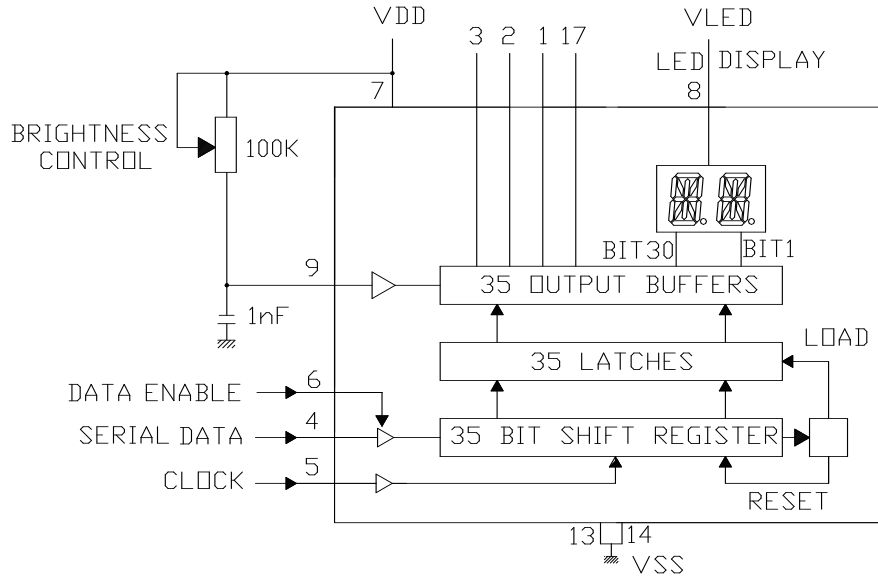 VDD
3 2 1 17
VLED
LED DISPLAY
7
8
BRIGHTNESS
CONTROL
100K
BIT30
BIT1
9
35 OUTPUT BUFFERS
1nF
LOAD
35 LATCHES
DATA ENABLE
6
SERIAL DATA
4
35 BIT SHIFT REGISTER
CLOCK
5
RESET
13
14
VSS